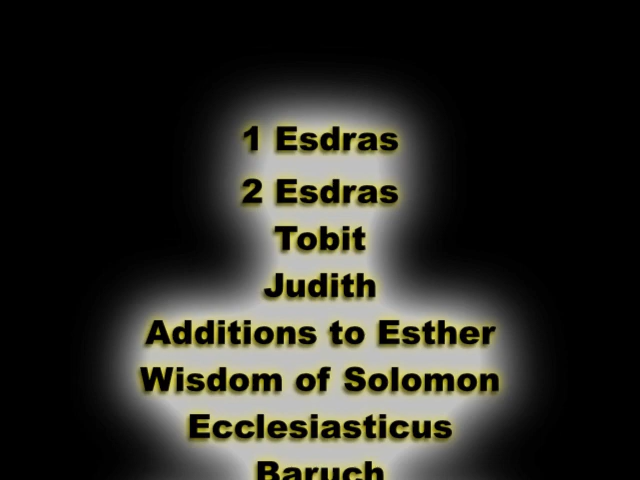 1 Esdras
2 Esdras
Tobit
Judith
Additions to Esther
Wisdom of Solomon
Ecclesiasticus
Baruch